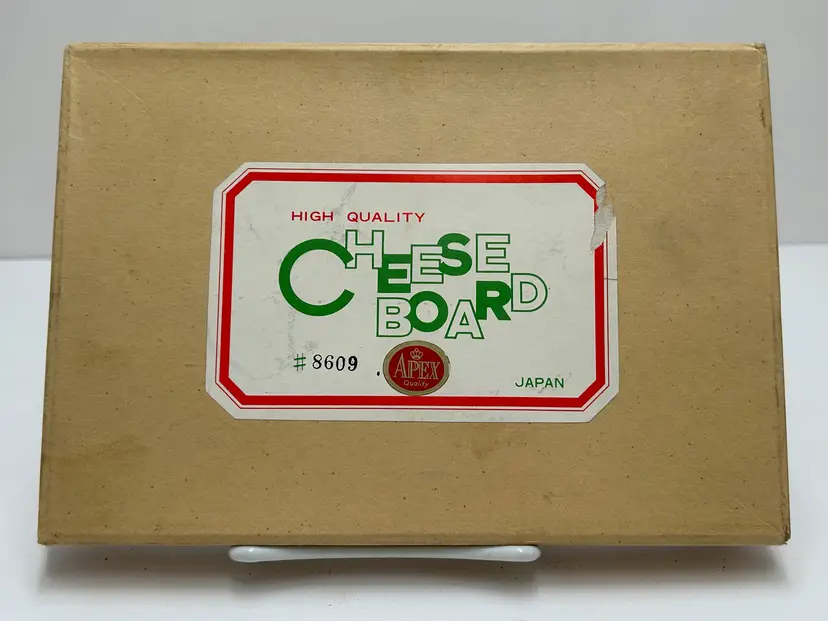 HIGH QUALITY
CHEESE
BOARD
# 8609
APEX
Quality
JAPAN